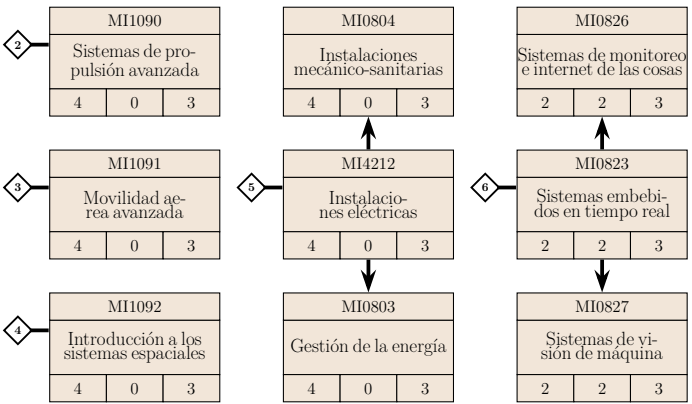 MI1090
2
Sistemas de pro-
pulsión avanzada
4 0 3
MI0804
Instalaciones
mecánico-sanitarias
4 0 3
MI0826
Sistemas de monitoreo
e internet de las cosas
2 2 3
MI1091
3
Movilidad ae-
rea avanzada
4 0 3
MI4212
5
Instalacio-
nes eléctricas
4 0 3
MI0823
6
Sistemas embebi-
dos en tiempo real
2 2 3
MI1092
4
Introducción a los
sistemas espaciales
4 0 3
MI0803
Gestión de la energía
4 0 3
MI0827
Sistemas de vi-
sión de máquina
2 2 3